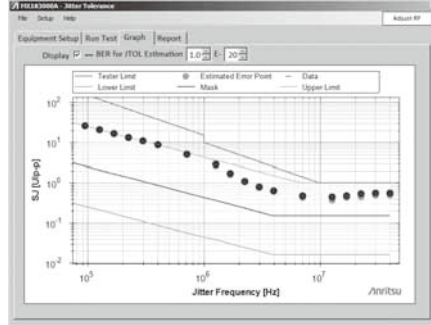 MX183000A - Jitter Tolerance
File Setup Help
Adjust RP
Equipment Setup Run Test Graph Report
Display — BER for JTOL Estimation 1.0 E- 20
Tester Limit Estimated Error Point Data
Lower Limit Mask Upper Limit
10^2
10^1
10^0
10^-1
10^-2
SJ [UIp-p]
10^5 10^6 10^7
Jitter Frequency [Hz]
Anritsu